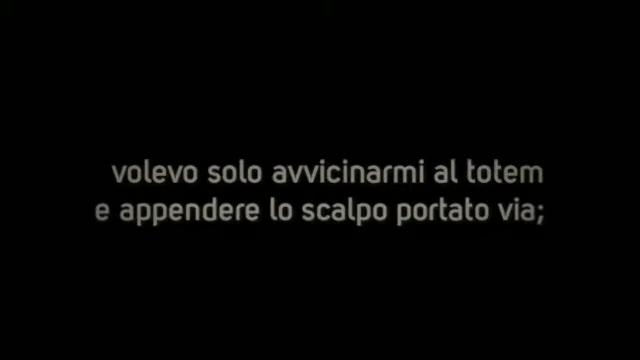 volevo solo avvicinarmi al totem
e appendere lo scalpo portato via;